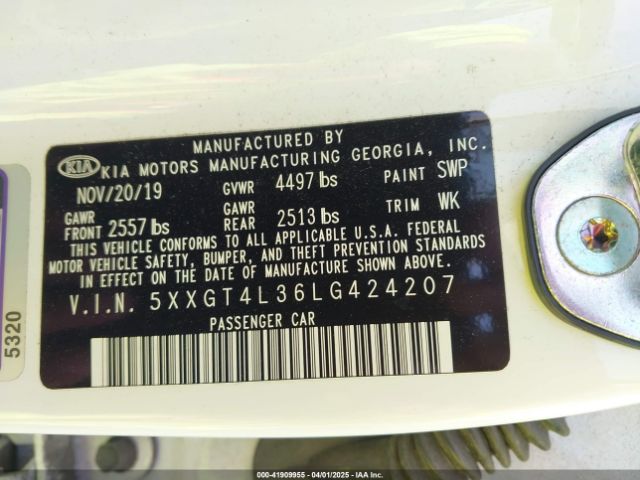 MANUFACTURED BY
KIA KIA MOTORS MANUFACTURING GEORGIA, INC.
NOV/20/19 GVWR 4497 lbs PAINT SWP
GAWR FRONT 2557 lbs GAWR REAR 2513 lbs TRIM WK
THIS VEHICLE CONFORMS TO ALL APPLICABLE U.S.A. FEDERAL
MOTOR VEHICLE SAFETY, BUMPER, AND THEFT PREVENTION STANDARDS
IN EFFECT ON THE DATE OF MANUFACTURE SHOWN ABOVE.
V.I.N. 5XXGT4L36LG424207
PASSENGER CAR
5320
000-41909955 - 04/01/2025 - IAA Inc.